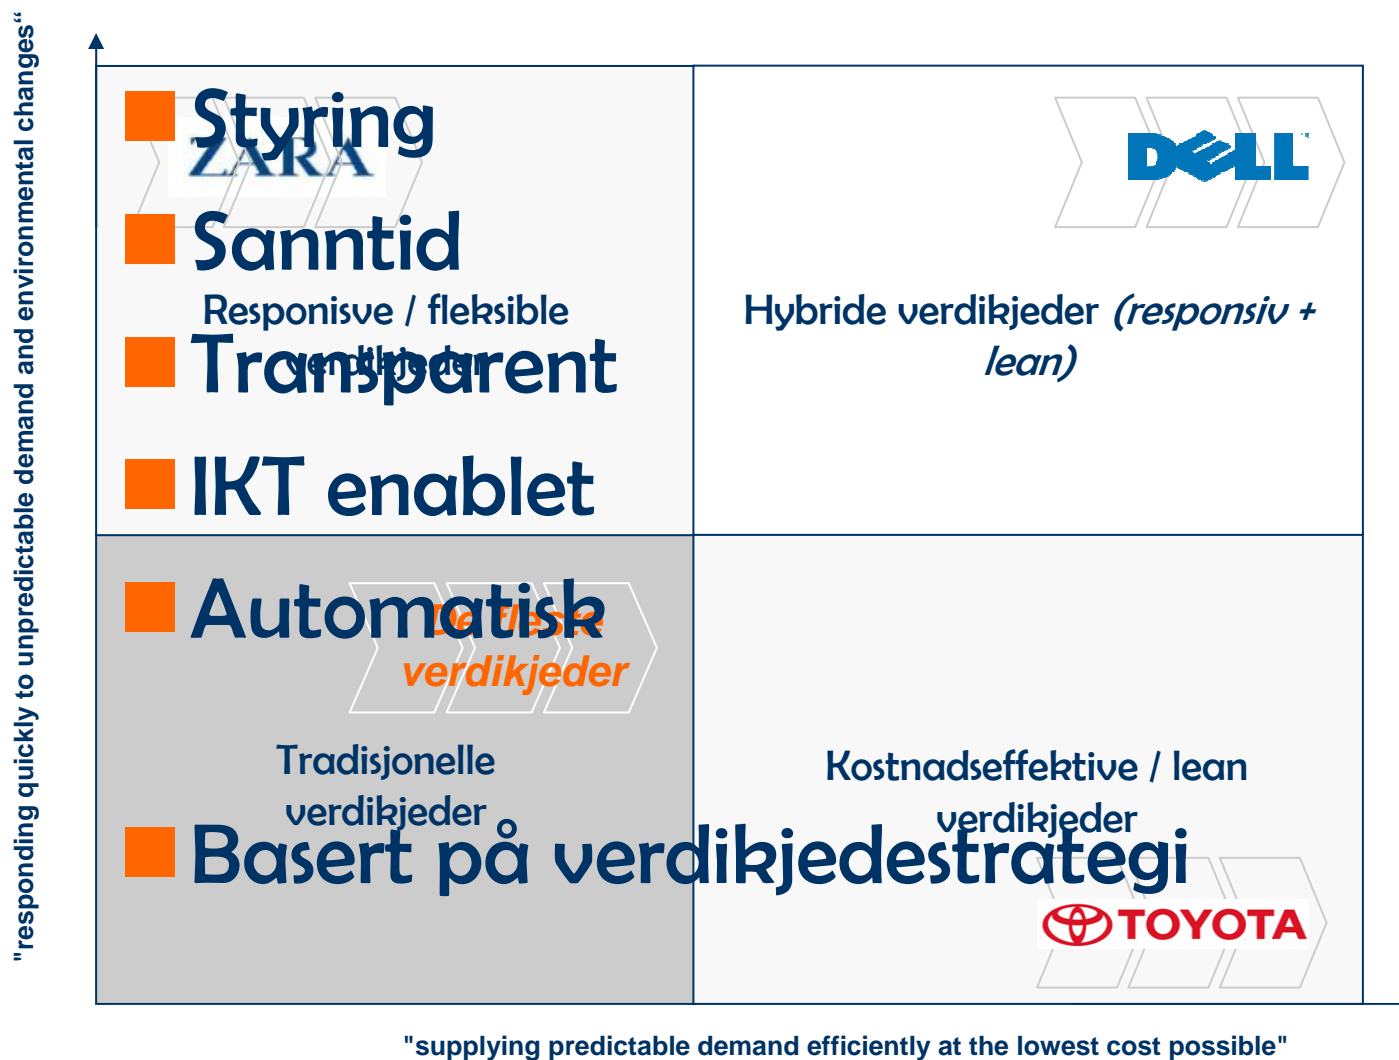 "responding quickly to unpredictable demand and environmental changes“
Styring
ZARA
DELL
Sanntid
Responisve / fleksible
verdikjeder
Hybride verdikjeder (responsiv +
lean)
Transparent
IKT enablet
Automatisk
De fleste
verdikjeder
Tradisjonelle
verdikjeder
Kostnadseffektive / lean
verdikjeder
Basert på verdikjedestrategi
TOYOTA
"supplying predictable demand efficiently at the lowest cost possible"